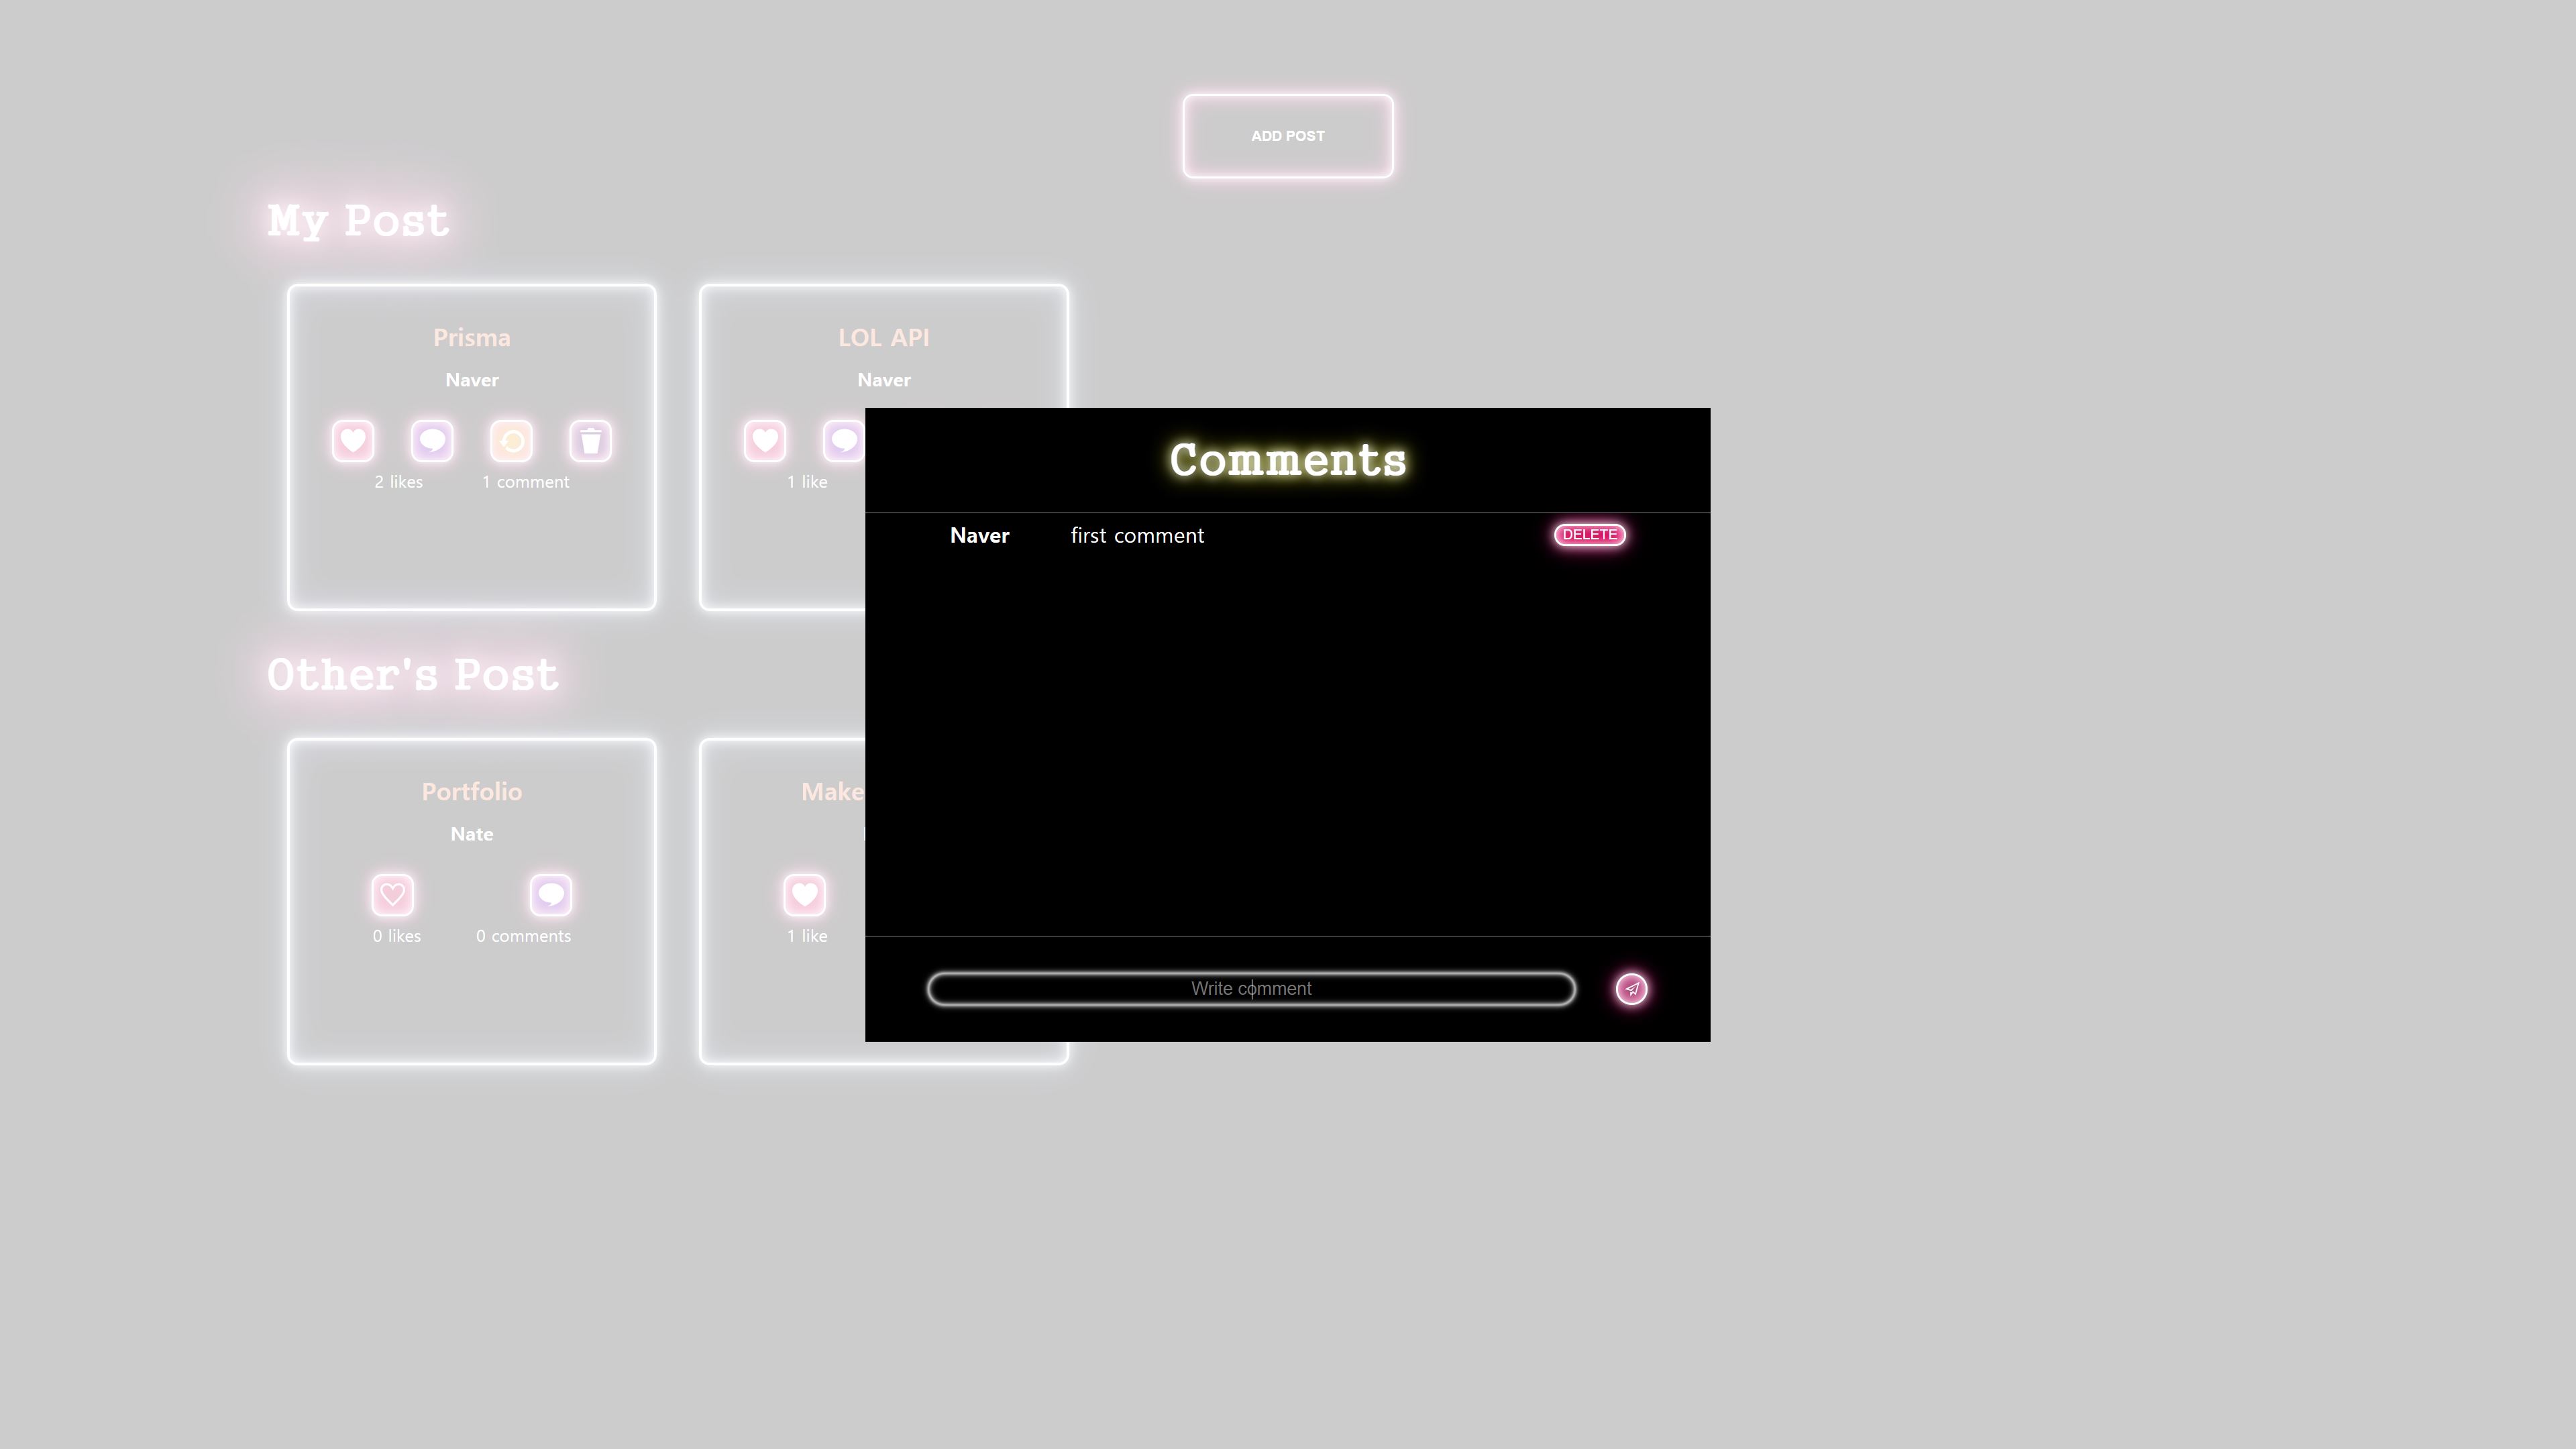 ADD POST
My Post
Prisma
Naver
2 likes 1 comment
LOL API
Naver
1 like
Comments
Naver first comment DELETE
Other's Post
Portfolio
Nate
0 likes 0 comments
Make
1 like
Write comment